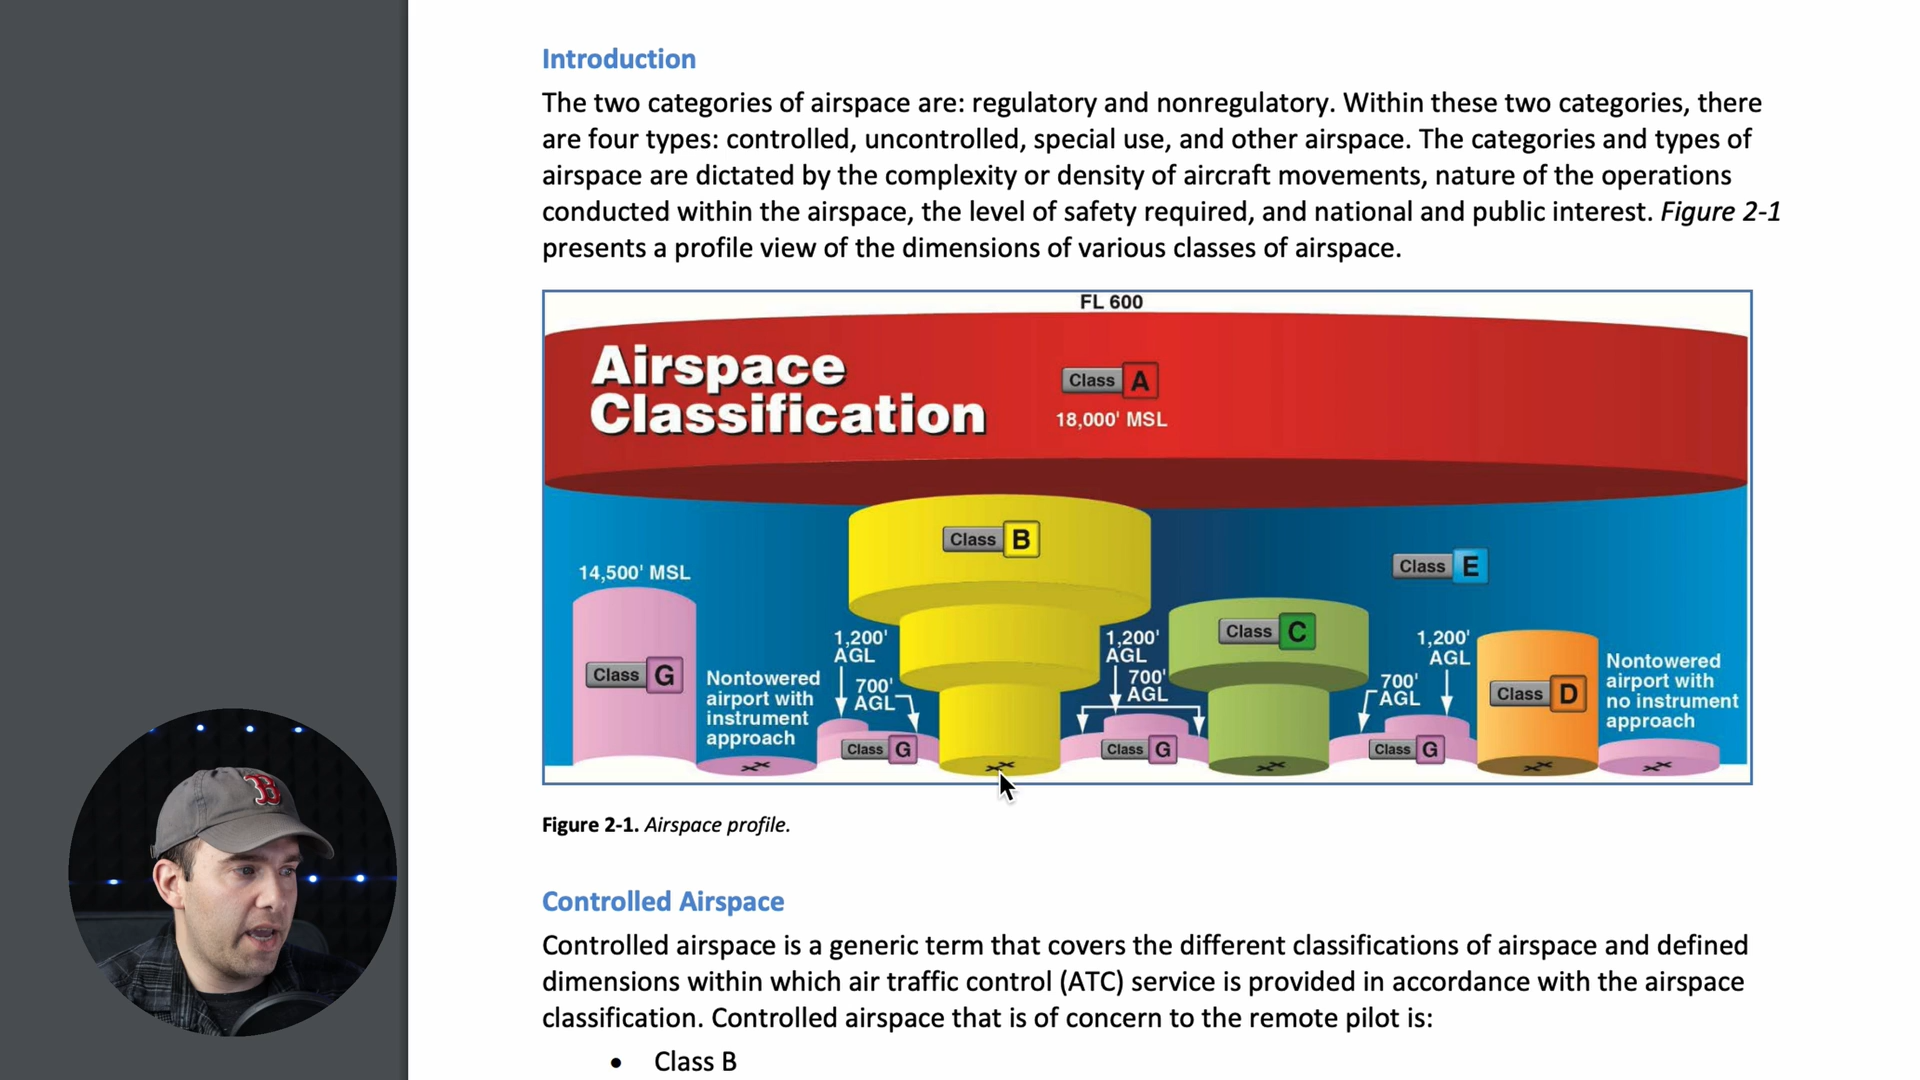 Introduction
The two categories of airspace are: regulatory and nonregulatory. Within these two categories, there
are four types: controlled, uncontrolled, special use, and other airspace. The categories and types of
airspace are dictated by the complexity or density of aircraft movements, nature of the operations
conducted within the airspace, the level of safety required, and national and public interest. Figure 2-1
presents a profile view of the dimensions of various classes of airspace.
FL 600
Airspace
Classification
Class A
18,000' MSL
Class B
Class E
14,500' MSL
Class G
Nontowered
airport with
instrument
approach
1,200'
AGL
700'
AGL
Class G
1,200'
AGL
700'
AGL
Class G
Class C
1,200'
AGL
700'
AGL
Class G
Class D
Nontowered
airport with
no instrument
approach
Figure 2-1. Airspace profile.
B
Controlled Airspace
Controlled airspace is a generic term that covers the different classifications of airspace and defined
dimensions within which air traffic control (ATC) service is provided in accordance with the airspace
classification. Controlled airspace that is of concern to the remote pilot is:
• Class B